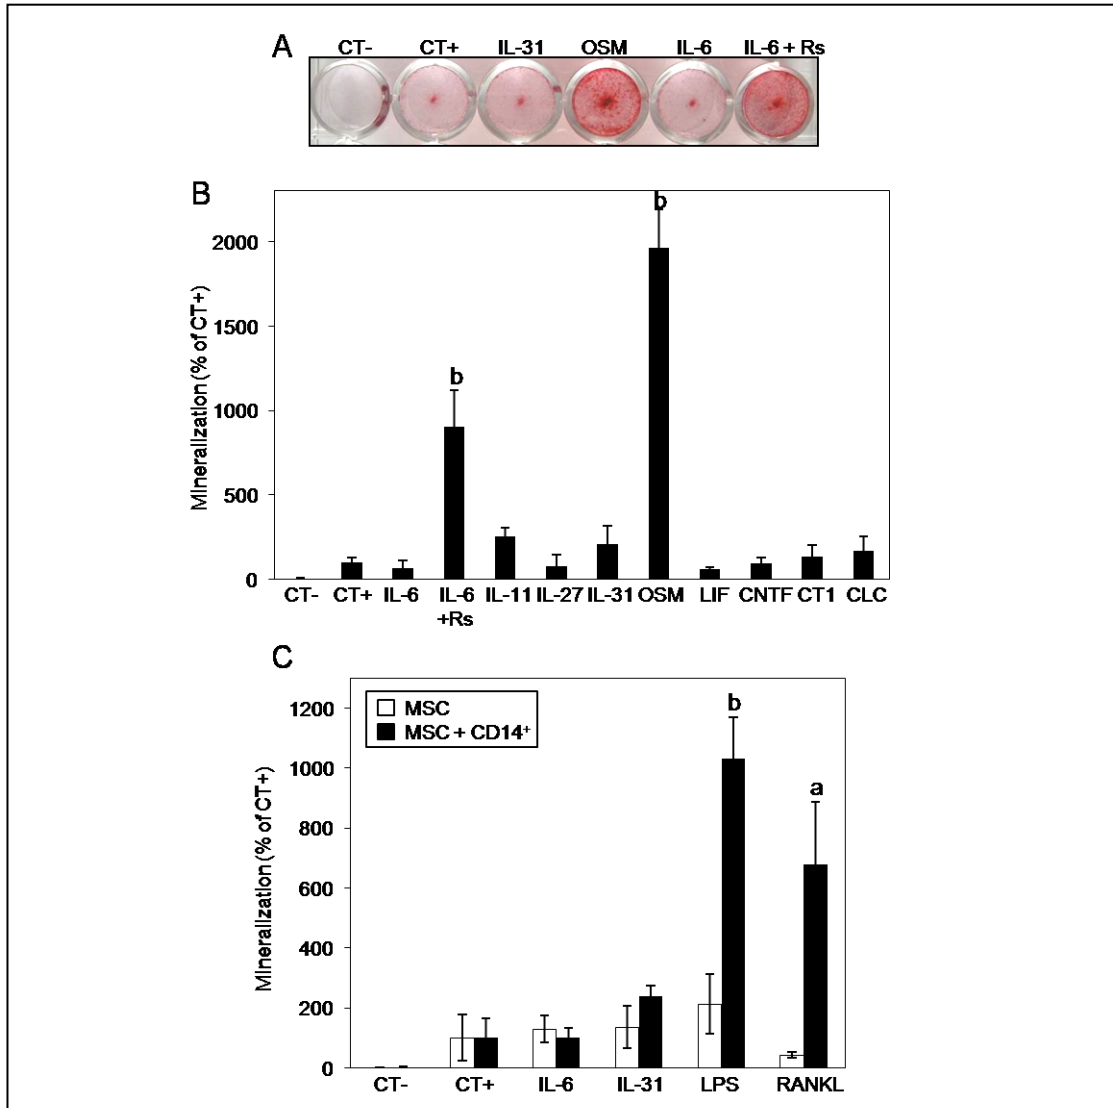 A
CT- CT+ IL-31 OSM IL-6 IL-6 + Rs
B
Mineralization (% of CT+)
2000
1500
1000
500
0
b
b
CT- CT+ IL-6 IL-6 IL-11 IL-27 IL-31 OSM LIF CNTF CT1 CLC
+Rs
C
Mineralization (% of CT+)
1200
1000
800
600
400
200
0
MSC
MSC + CD14⁺
b
a
CT- CT+ IL-6 IL-31 LPS RANKL